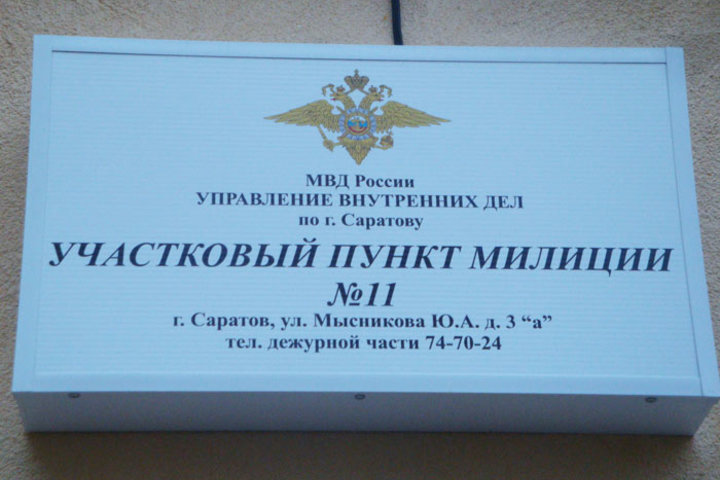 МВД России
УПРАВЛЕНИЕ ВНУТРЕННИХ ДЕЛ
по г. Саратову
УЧАСТКОВЫЙ ПУНКТ МИЛИЦИИ
№11
г. Саратов, ул. Мысникова Ю.А. д. 3 “а”
тел. дежурной части 74-70-24